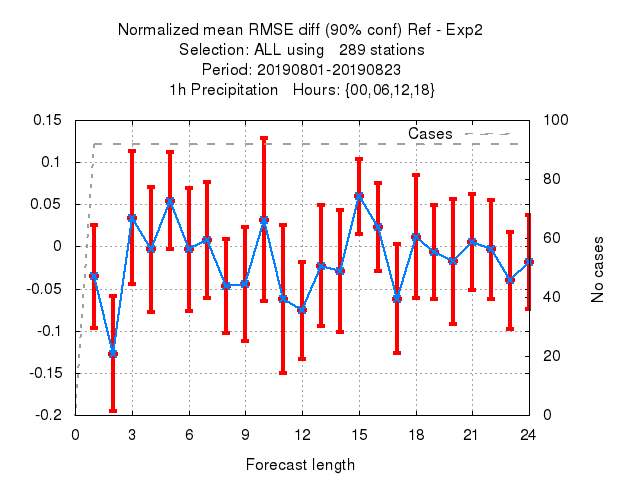 Normalized mean RMSE diff (90% conf) Ref - Exp2
Selection: ALL using   289 stations
Period: 20190801-20190823
1h Precipitation   Hours: {00,06,12,18}
Cases
0.15
0.1
0.05
0
-0.05
-0.1
-0.15
-0.2
100
80
60
40
20
0
No cases
0 3 6 9 12 15 18 21 24
Forecast length